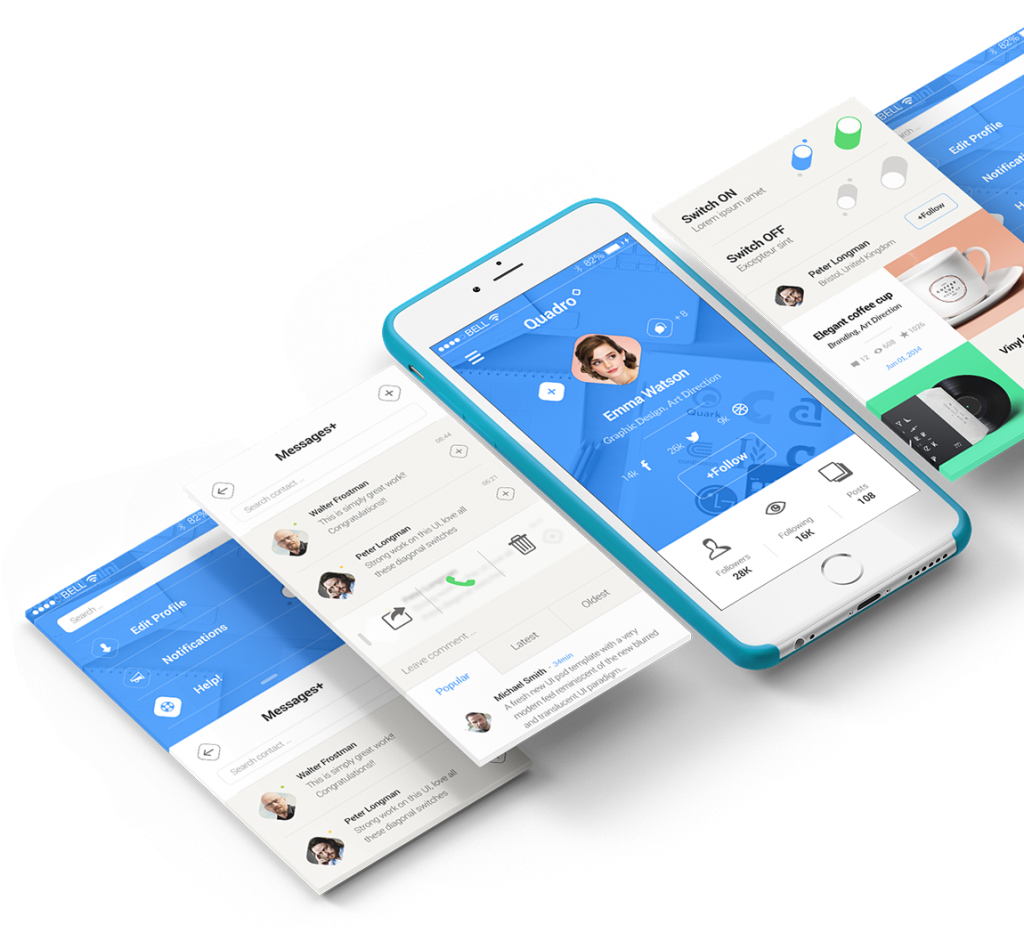 BELL
82%
Search ...
Edit Profile
Notifications
Help!
Messages+
Search contact ...
Walter Frostman
This is simply great work!!
Congratulations!!
Peter Longman
Strong work on this UI, love all
these diagonal switches
Messages+
Search contact ...
06:44
Walter Frostman
This is simply great work!!
Congratulations!!
06:21
Peter Longman
Strong work on this UI, love all
these diagonal switches
Leave comment...
Popular
Latest
Oldest
Michael Smith - 34min
A fresh new UI psd template with a very
modern feel reminiscent of the new blurred
and translucent UI paradigm...
BELL
82%
Quadro
+ 8
Emma Watson
Graphic Design, Art Direction
Quark
14k
26k
9k
+Follow
Followers
28K
Following
16K
Posts
108
Switch ON
Lorem ipsum amet
Switch OFF
Excepteur sint
Peter Longman
Bristol, United Kingdom
+Follow
Elegant coffee cup
Branding, Art Direction
12
608
1025
Jun 01, 2014
COFFEE
Vinyl
BELL
82%
Edit Profile